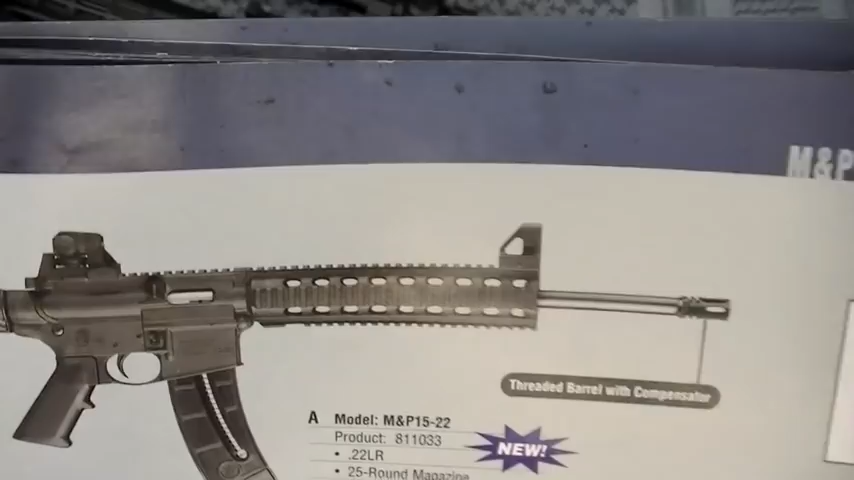 M&P
Threaded Barrel with Compensator
A Model: M&P15-22
Product: 811033
NEW!
• .22LR
• 25-Round Magazine